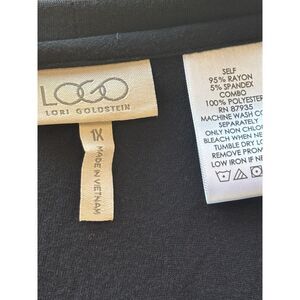 LOGO
LORI GOLDSTEIN
1X
MADE IN VIETNAM
SELF
95% RAYON
5% SPANDEX
COMBO
100% POLYESTER
RN 87935
MACHINE WASH CO
SEPARATELY
ONLY NON CHLOR
BLEACH WHEN NE
TUMBLE DRY LO
REMOVE PROM
LOW IRON IF NE